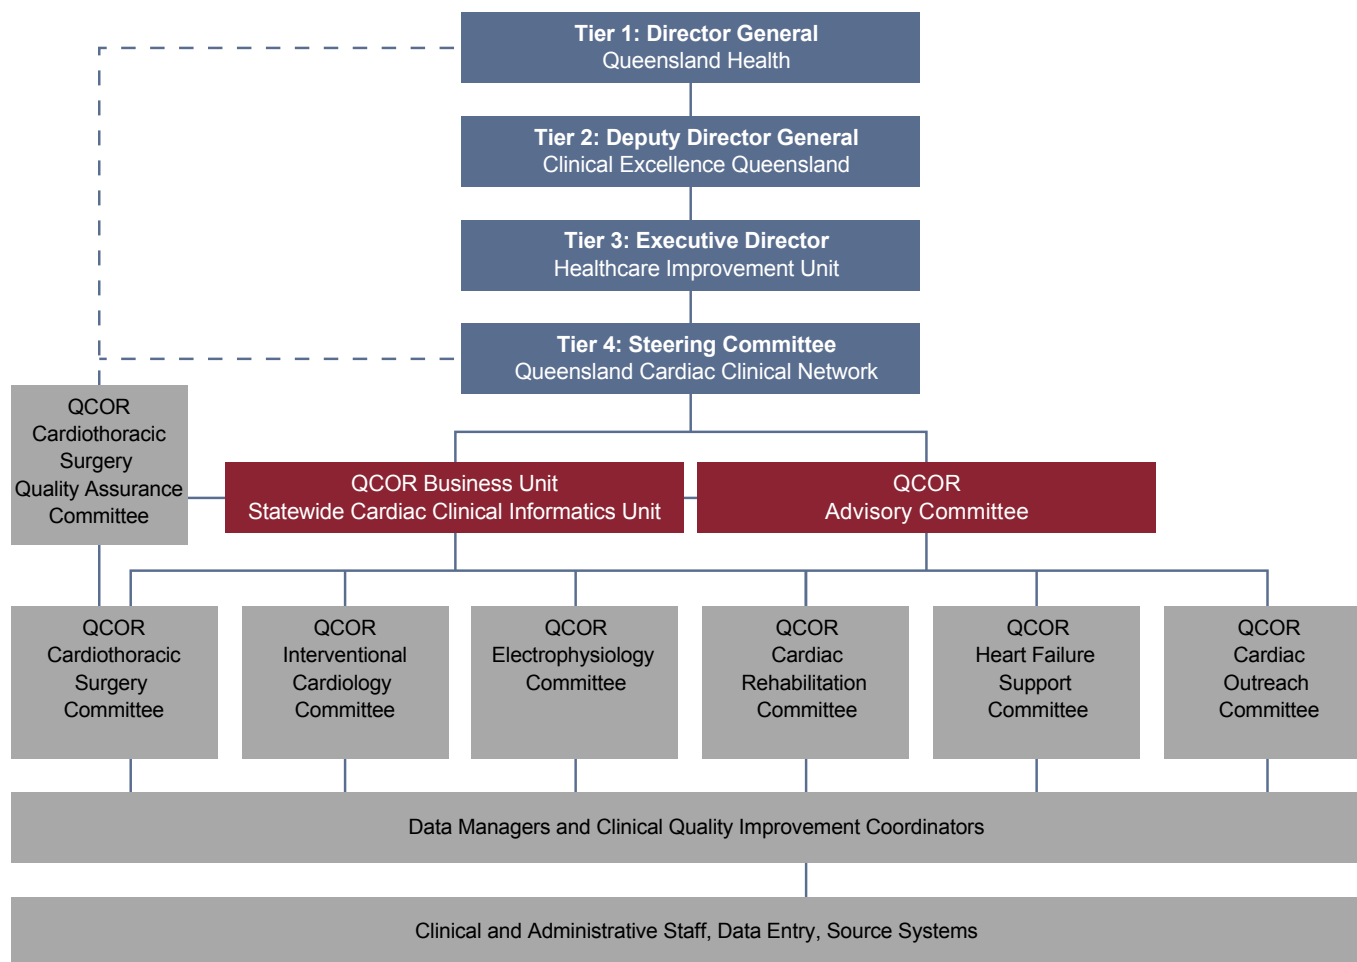 Tier 1: Director General
Queensland Health
Tier 2: Deputy Director General
Clinical Excellence Queensland
Tier 3: Executive Director
Healthcare Improvement Unit
Tier 4: Steering Committee
Queensland Cardiac Clinical Network
QCOR
Cardiothoracic
Surgery
Quality Assurance
Committee
QCOR Business Unit
Statewide Cardiac Clinical Informatics Unit
QCOR
Advisory Committee
QCOR
Cardiothoracic
Surgery
Committee
QCOR
Interventional
Cardiology
Committee
QCOR
Electrophysiology
Committee
QCOR
Cardiac
Rehabilitation
Committee
QCOR
Heart Failure
Support
Committee
QCOR
Cardiac
Outreach
Committee
Data Managers and Clinical Quality Improvement Coordinators
Clinical and Administrative Staff, Data Entry, Source Systems